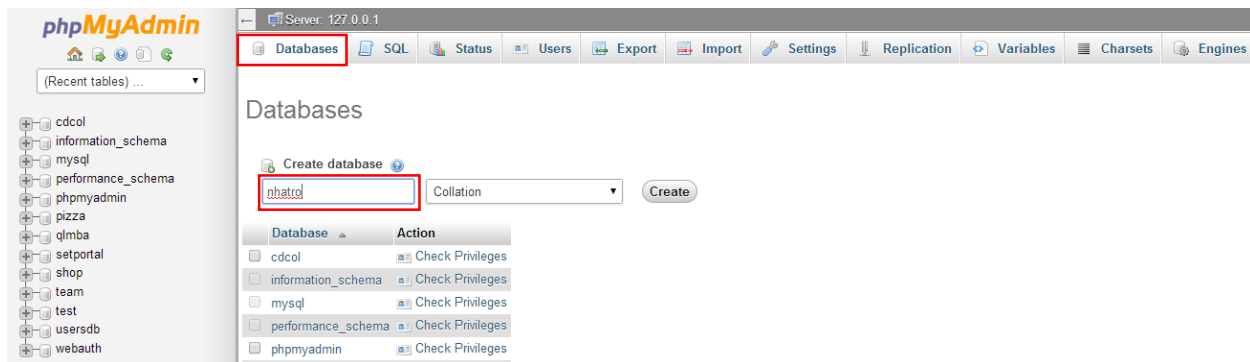 phpMyAdmin
(Recent tables) ...
cdcol
information_schema
mysql
performance_schema
phpmyadmin
pizza
qlmba
setportal
shop
team
test
usersdb
webauth
Server: 127.0.0.1
Databases SQL Status Users Export Import Settings Replication Variables Charsets Engines
Databases
Create database
nhatro Collation Create
Database Action
cdcol Check Privileges
information_schema Check Privileges
mysql Check Privileges
performance_schema Check Privileges
phpmyadmin Check Privileges